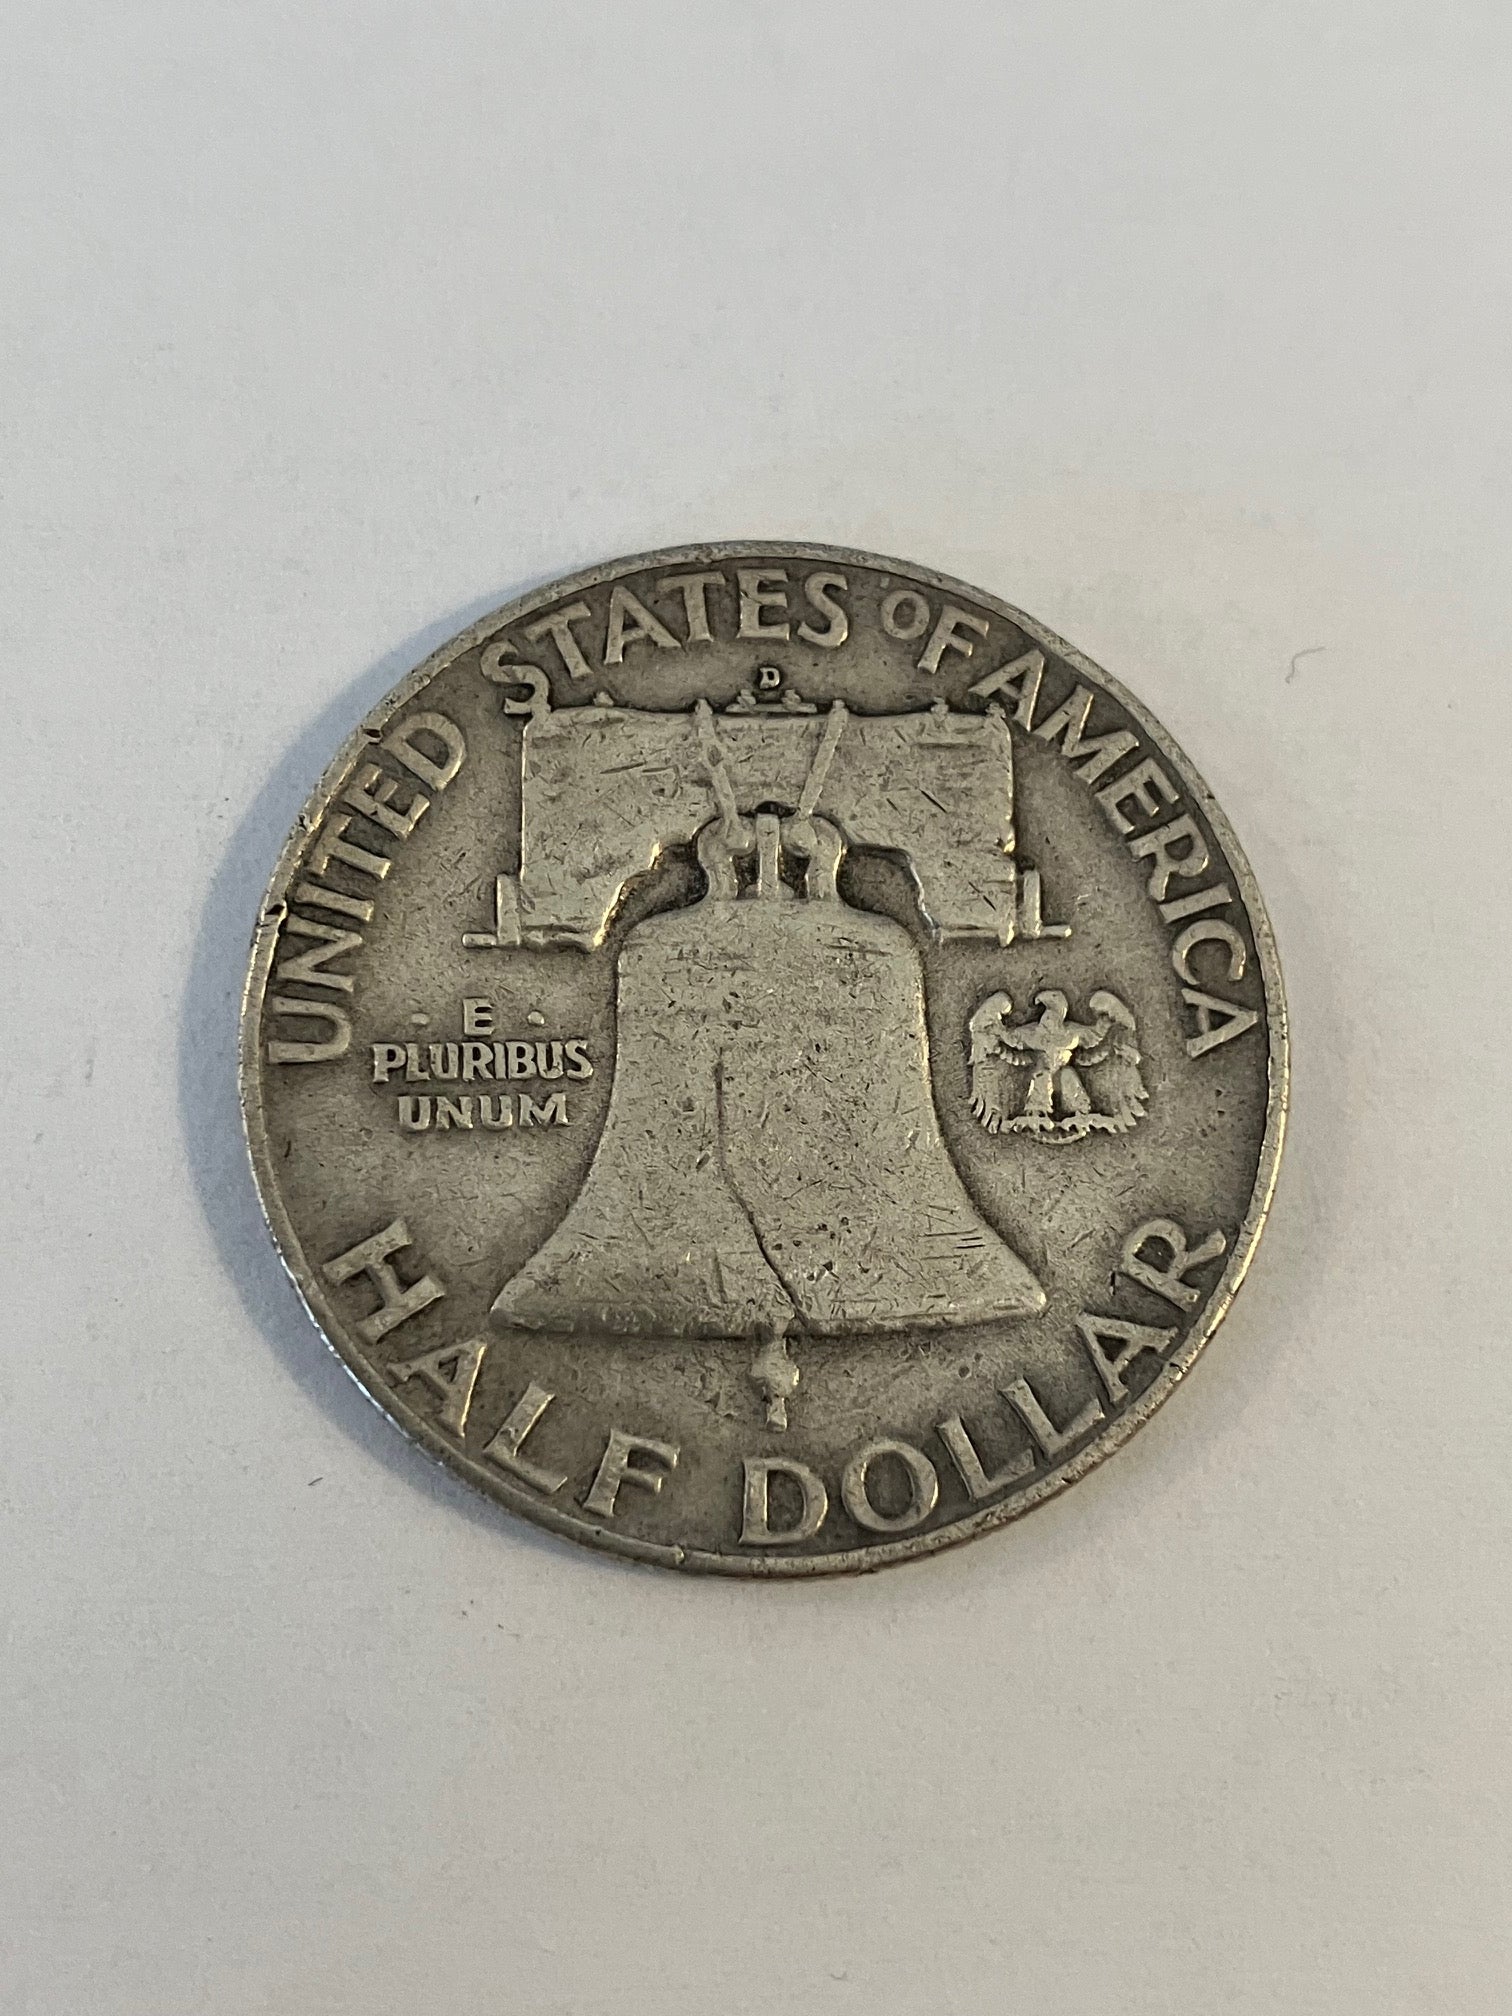 UNITED STATES OF AMERICA
D
· E ·
PLURIBUS
UNUM
HALF DOLLAR